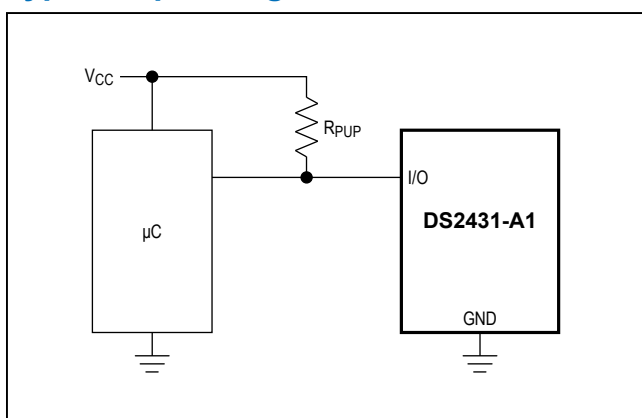 VCC
RPUP
I/O
µC
DS2431-A1
GND